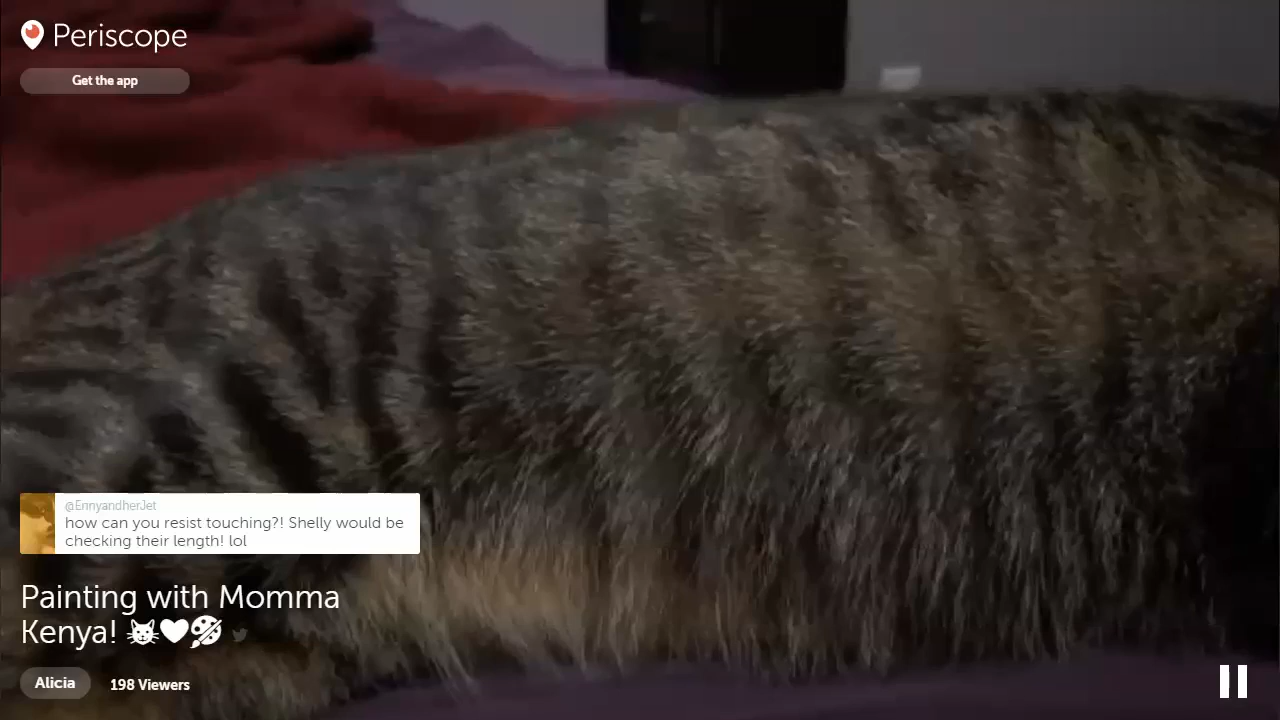 Periscope
Get the app
@EnnyandherJet
how can you resist touching?! Shelly would be
checking their length! lol
Painting with Momma
Kenya!
Alicia
198 Viewers